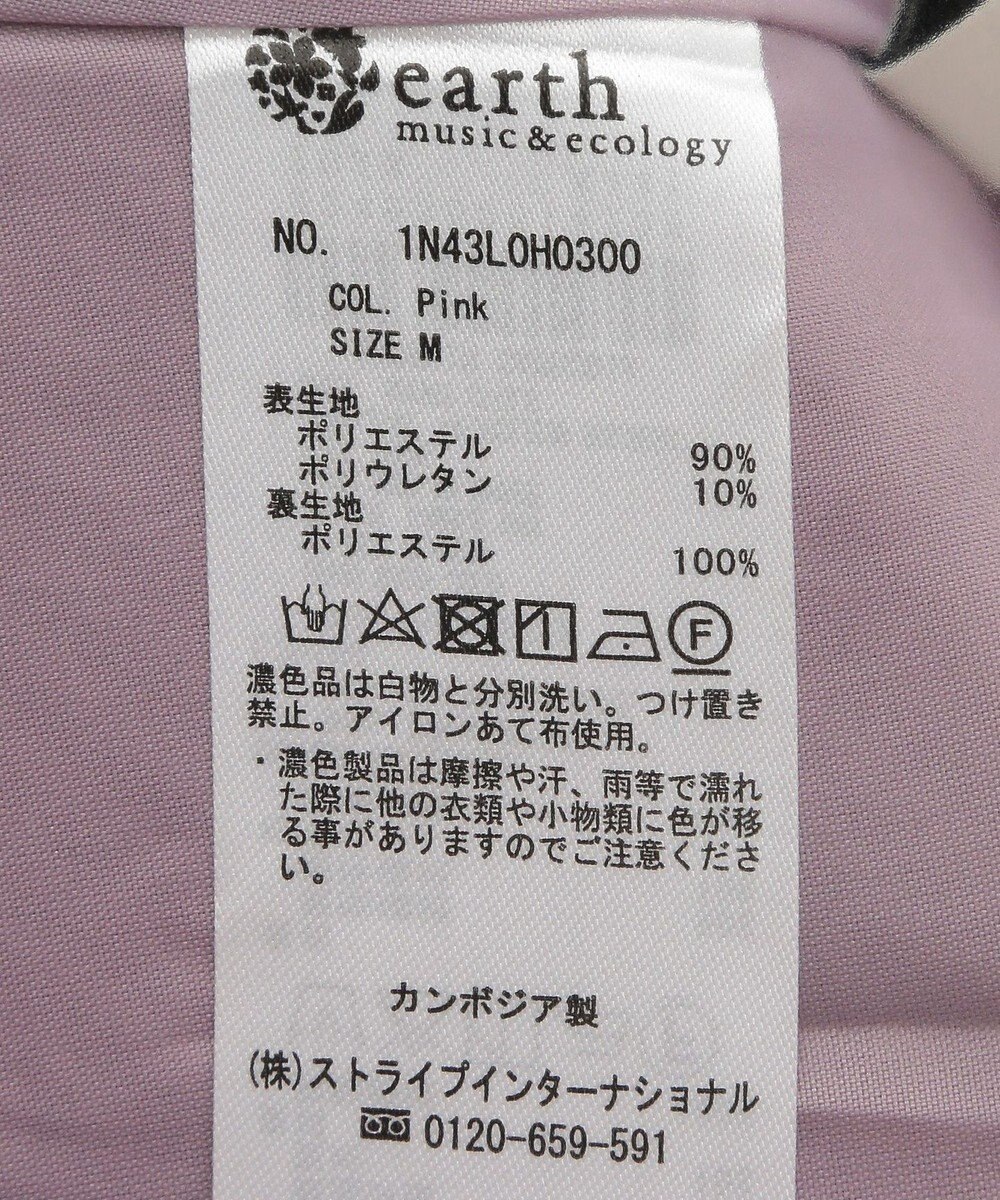 earth
music&ecology
NO. 1N43L0H0300
COL. Pink
SIZE M
表生地
ポリエステル 90%
ポリウレタン 10%
裏生地
ポリエステル 100%
F
濃色品は白物と分別洗い。つけ置き
禁止。アイロンあて布使用。
・濃色製品は摩擦や汗、雨等で濡れ
た際に他の衣類や小物類に色が移
る事がありますのでご注意くださ
い。
カンボジア製
(株)ストライプインターナショナル
0120-659-591